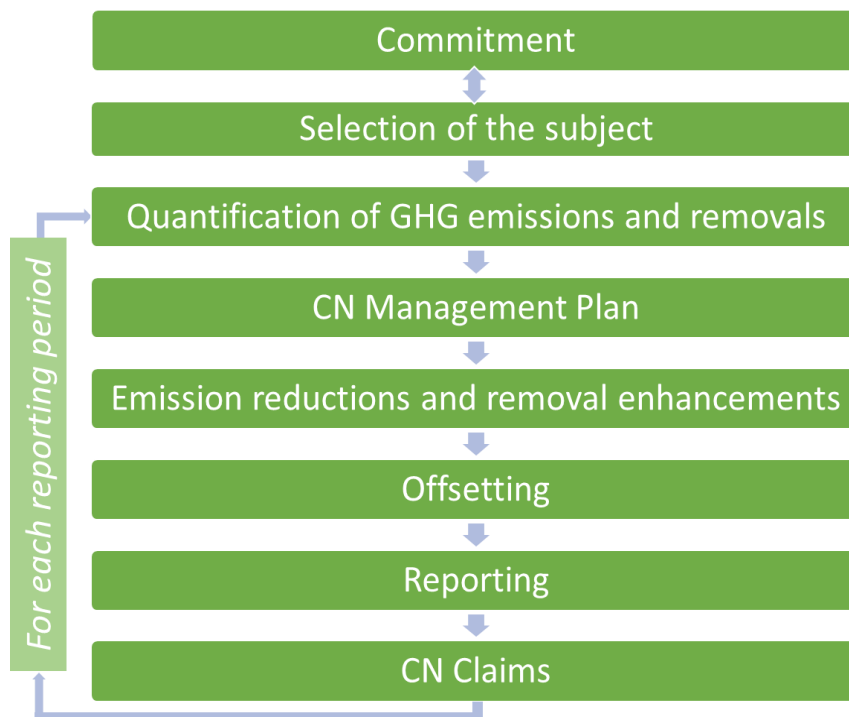 Commitment
Selection of the subject
Quantification of GHG emissions and removals
CN Management Plan
Emission reductions and removal enhancements
Offsetting
Reporting
CN Claims
For each reporting period